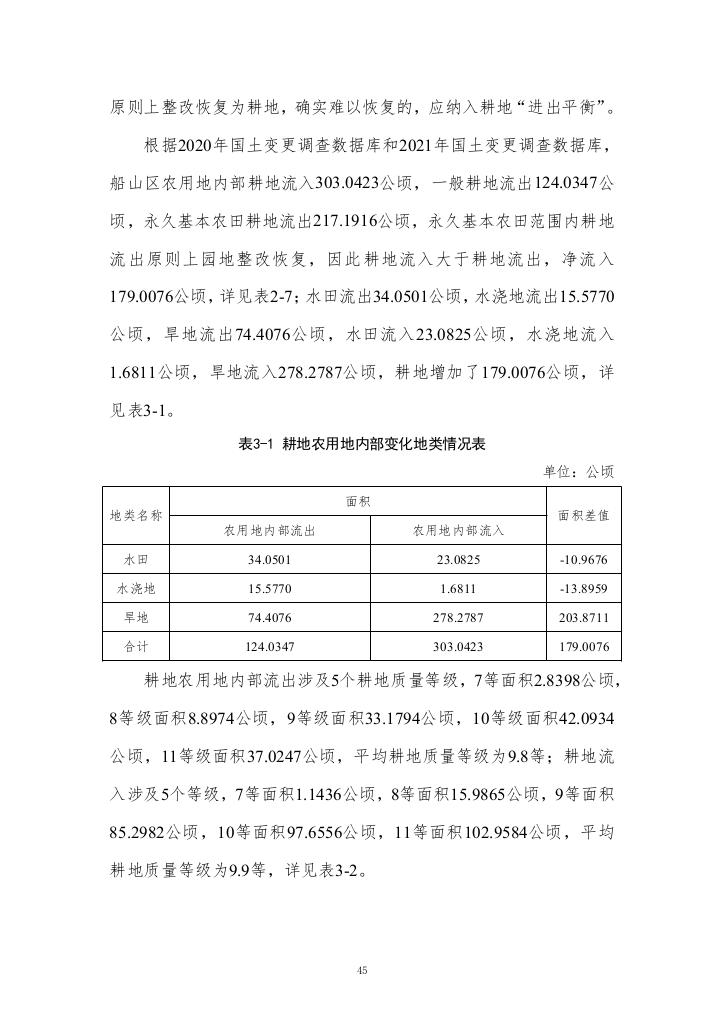 原则上整改恢复为耕地，确实难以恢复的，应纳入耕地“进出平衡”。
根据2020年国土变更调查数据库和2021年国土变更调查数据库，
船山区农用地内部耕地流入303.0423公顷，一般耕地流出124.0347公
顷，永久基本农田耕地流出217.1916公顷，永久基本农田范围内耕地
流出原则上园地整改恢复，因此耕地流入大于耕地流出，净流入
179.0076公顷，详见表2-7；水田流出34.0501公顷，水浇地流出15.5770
公顷，旱地流出74.4076公顷，水田流入23.0825公顷，水浇地流入
1.6811公顷，旱地流入278.2787公顷，耕地增加了179.0076公顷，详
见表3-1。
表3-1 耕地农用地内部变化地类情况表
单位：公顷
地类名称 面积 面积差值
农用地内部流出 农用地内部流入
水田 34.0501 23.0825 -10.9676
水浇地 15.5770 1.6811 -13.8959
旱地 74.4076 278.2787 203.8711
合计 124.0347 303.0423 179.0076
耕地农用地内部流出涉及5个耕地质量等级，7等面积2.8398公顷，
8等级面积8.8974公顷，9等级面积33.1794公顷，10等级面积42.0934
公顷，11等级面积37.0247公顷，平均耕地质量等级为9.8等；耕地流
入涉及5个等级，7等面积1.1436公顷，8等面积15.9865公顷，9等面积
85.2982公顷，10等面积97.6556公顷，11等面积102.9584公顷，平均
耕地质量等级为9.9等，详见表3-2。
45